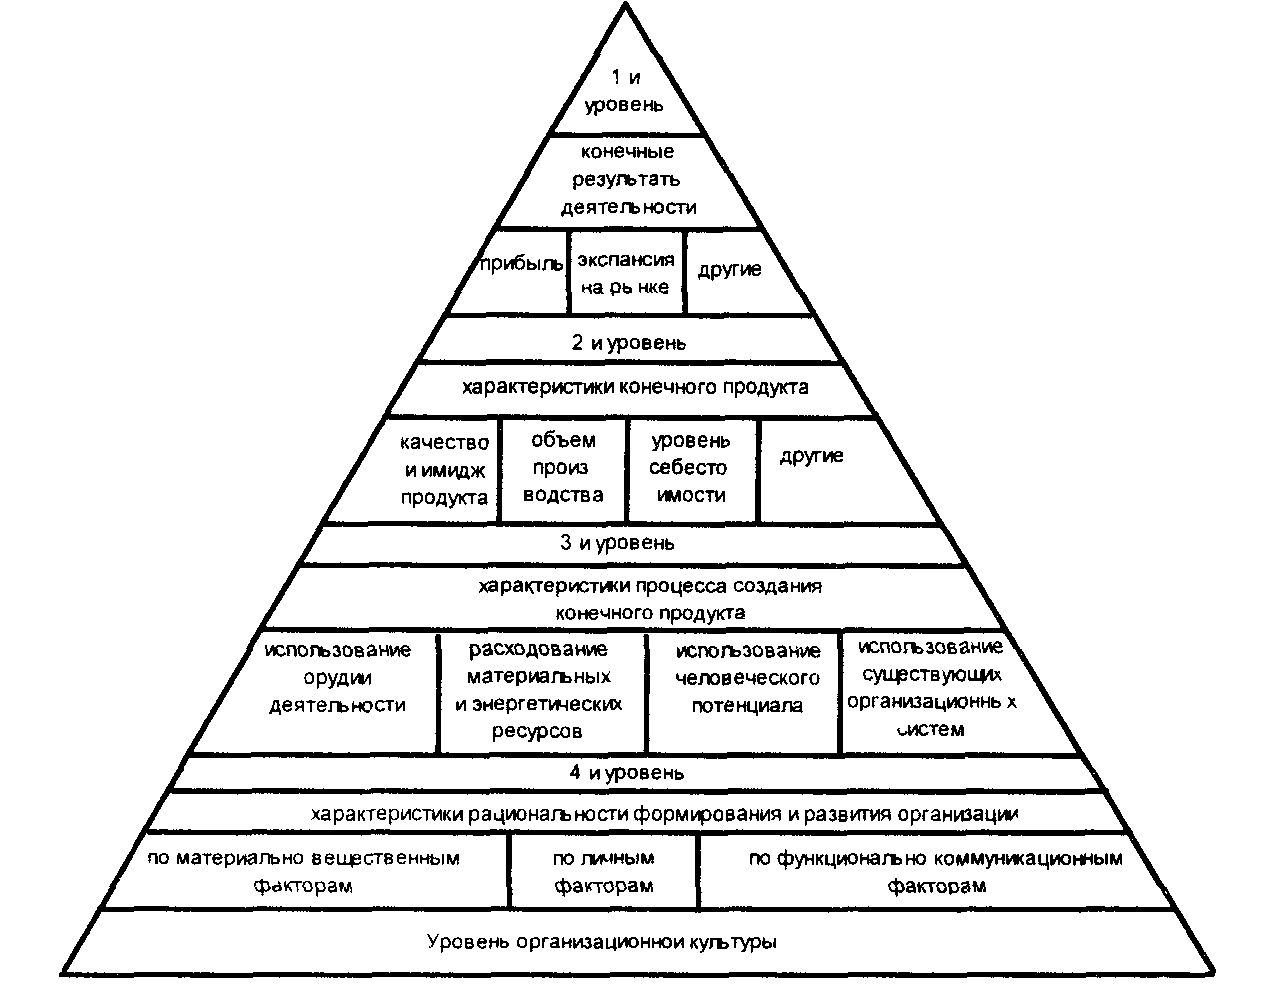 1 и
уровень
конечные
результать
деятельности
прибыль
экспансия
на рь нке
другие
2 и уровень
характеристики конечного продукта
качество
и имидж
продукта
объем
произ
водства
уровень
себесто
имости
другие
3 и уровень
характеристики процесса создания
конечного продукта
использование
орудии
деятельности
расходование
материальных
и энергетических
ресурсов
использование
человеческого
потенциала
использование
существующих
организационнь х
систем
4 и уровень
характеристики рациональности формирования и развития организации
по материально вещественным
факторам
по личным
факторам
по функционально коммуникационным
факторам
Уровень организационнои культуры